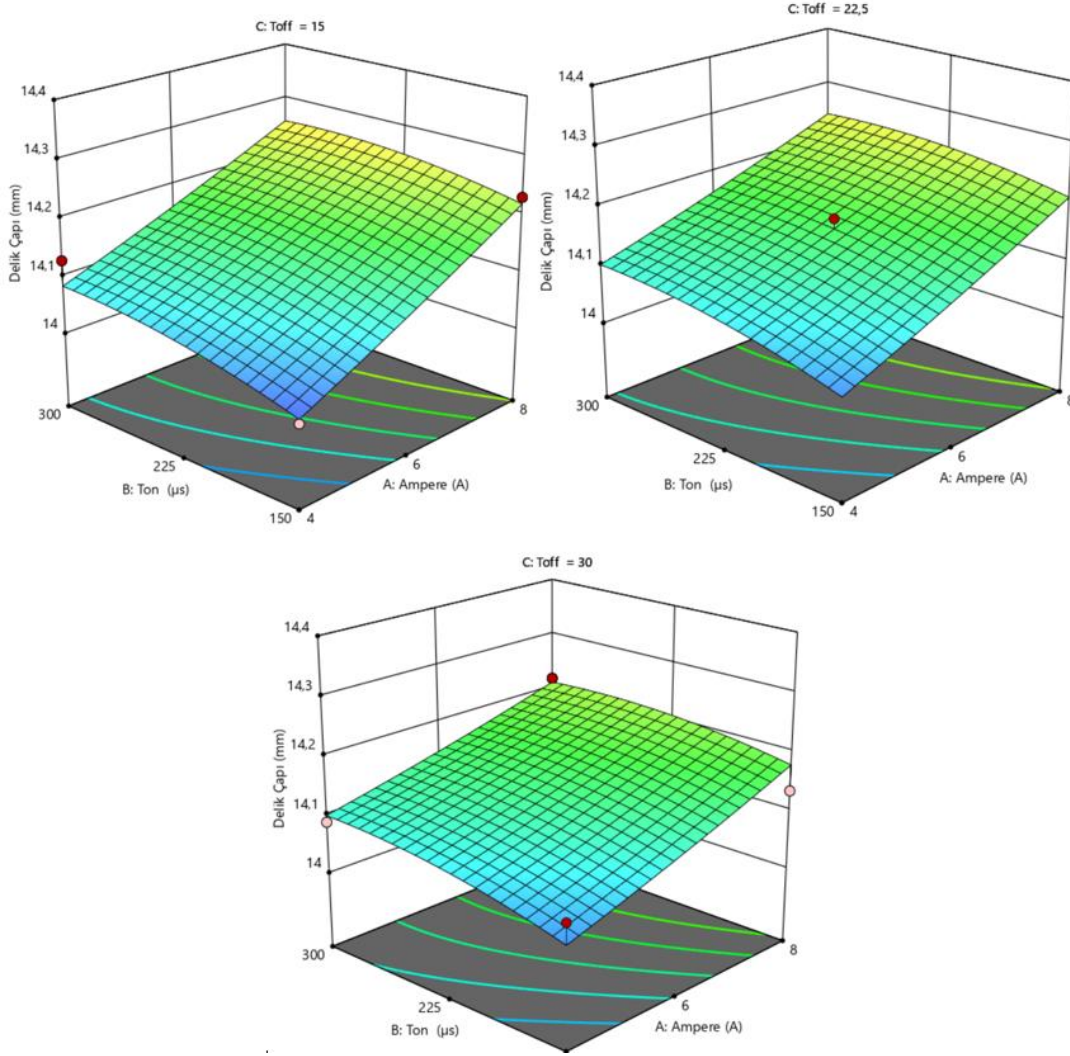 C: Toff = 15
14,4
14,3
14,2
14,1
14
Delik Çapı (mm)
300
225
150
B: Ton (µs)
4
6
8
A: Ampere (A)
C: Toff = 22,5
14,4
14,3
14,2
14,1
14
Delik Çapı (mm)
300
225
150
B: Ton (µs)
4
6
8
A: Ampere (A)
C: Toff = 30
14,4
14,3
14,2
14,1
14
Delik Çapı (mm)
300
225
B: Ton (µs)
6
8
A: Ampere (A)